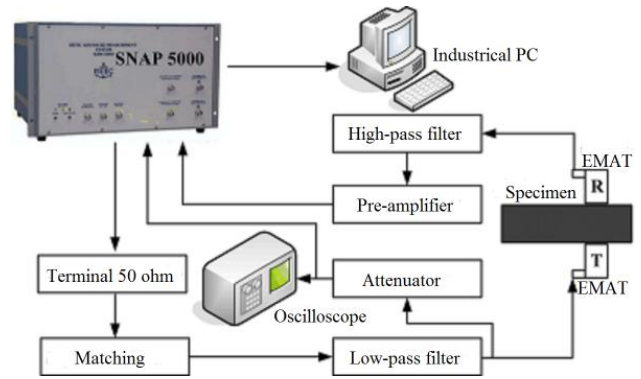 SNAP 5000
Industrical PC
High-pass filter
EMAT
Specimen
R
Pre-amplifier
T
Terminal 50 ohm
Attenuator
EMAT
Oscilloscope
Matching
Low-pass filter